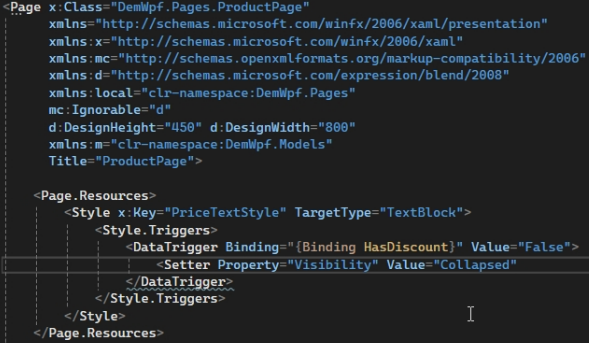 <Page x:Class="DemWpf.Pages.ProductPage"
xmlns="http://schemas.microsoft.com/winfx/2006/xaml/presentation"
xmlns:x="http://schemas.microsoft.com/winfx/2006/xaml"
xmlns:mc="http://schemas.openxmlformats.org/markup-compatibility/2006"
xmlns:d="http://schemas.microsoft.com/expression/blend/2008"
xmlns:local="clr-namespace:DemWpf.Pages"
mc:Ignorable="d"
d:DesignHeight="450" d:DesignWidth="800"
xmlns:m="clr-namespace:DemWpf.Models"
Title="ProductPage">
<Page.Resources>
<Style x:Key="PriceTextStyle" TargetType="TextBlock">
<Style.Triggers>
<DataTrigger Binding="{Binding HasDiscount}" Value="False">
<Setter Property="Visibility" Value="Collapsed"
</DataTrigger>
</Style.Triggers>
</Style>
</Page.Resources>